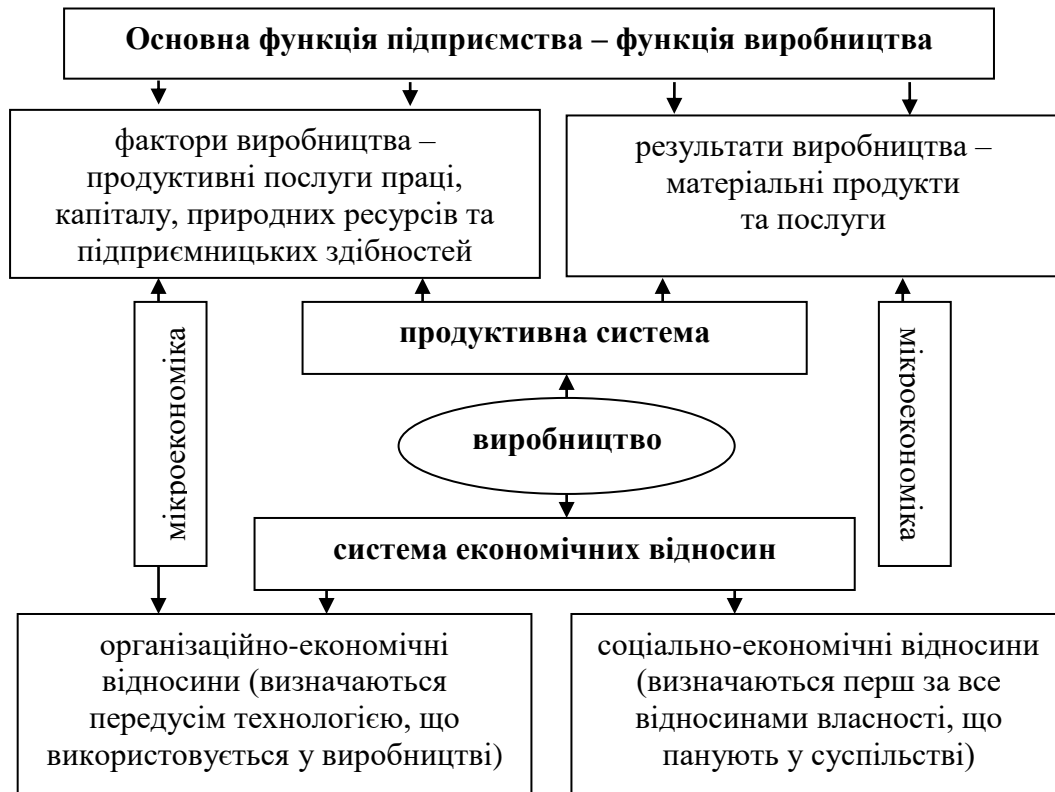 Основна функція підприємства – функція виробництва
фактори виробництва –
продуктивні послуги праці,
капіталу, природних ресурсів та
підприємницьких здібностей
результати виробництва –
матеріальні продукти
та послуги
мікроекономіка
продуктивна система
мікроекономіка
виробництво
система економічних відносин
організаційно-економічні
відносини (визначаються
передусім технологією, що
використовується у виробництві)
соціально-економічні відносини
(визначаються перш за все
відносинами власності, що
панують у суспільстві)